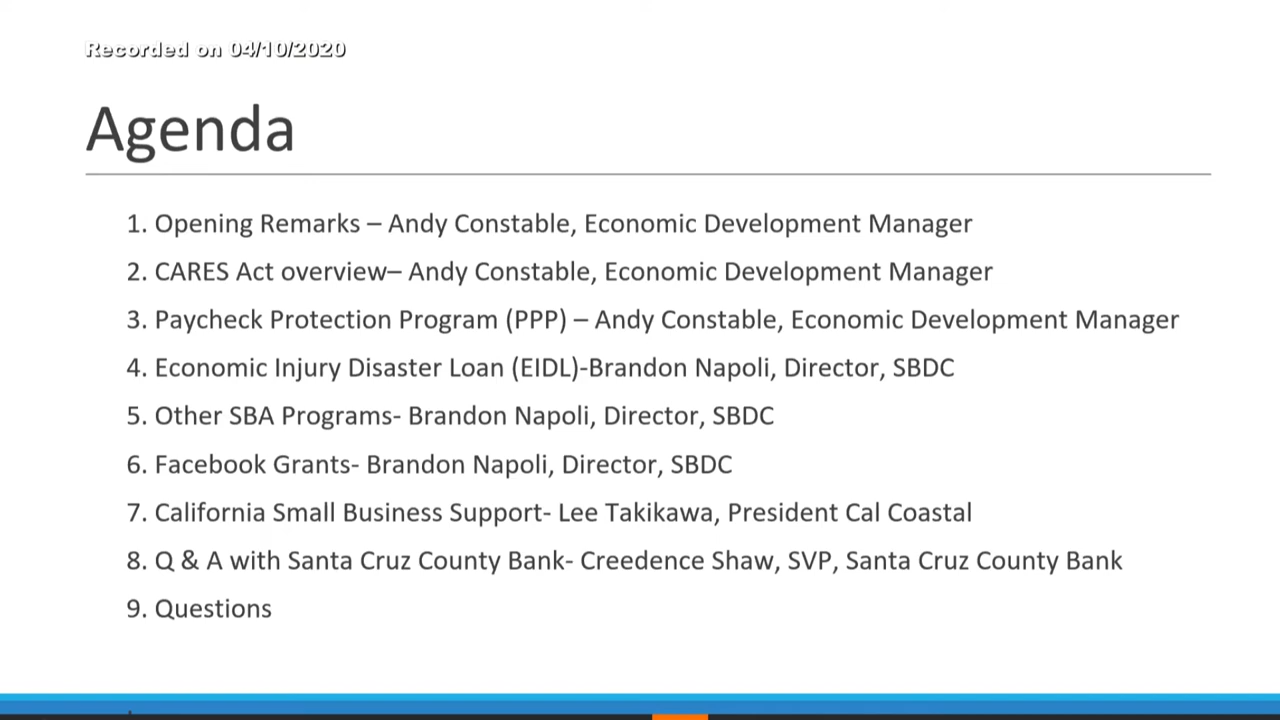 Recorded on 04/10/2020
Agenda
1. Opening Remarks – Andy Constable, Economic Development Manager
2. CARES Act overview– Andy Constable, Economic Development Manager
3. Paycheck Protection Program (PPP) – Andy Constable, Economic Development Manager
4. Economic Injury Disaster Loan (EIDL)-Brandon Napoli, Director, SBDC
5. Other SBA Programs- Brandon Napoli, Director, SBDC
6. Facebook Grants- Brandon Napoli, Director, SBDC
7. California Small Business Support- Lee Takikawa, President Cal Coastal
8. Q & A with Santa Cruz County Bank- Creedence Shaw, SVP, Santa Cruz County Bank
9. Questions